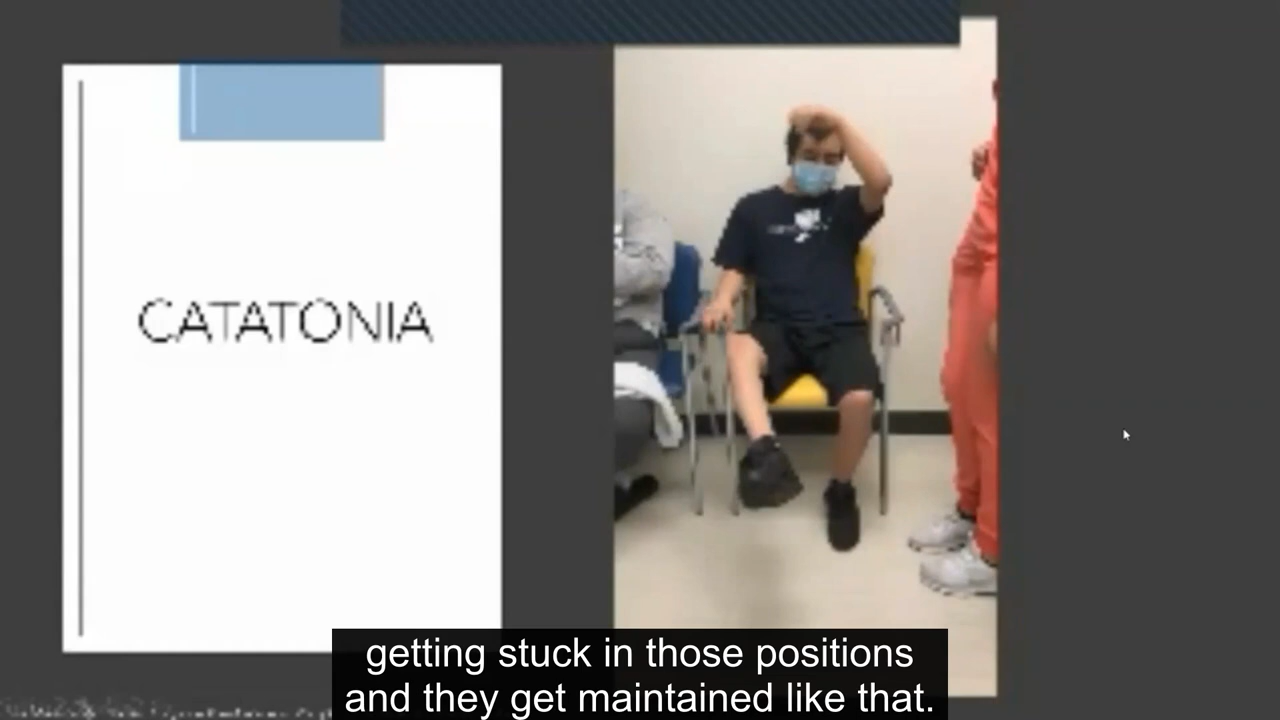 CATATONIA
getting stuck in those positions
and they get maintained like that.